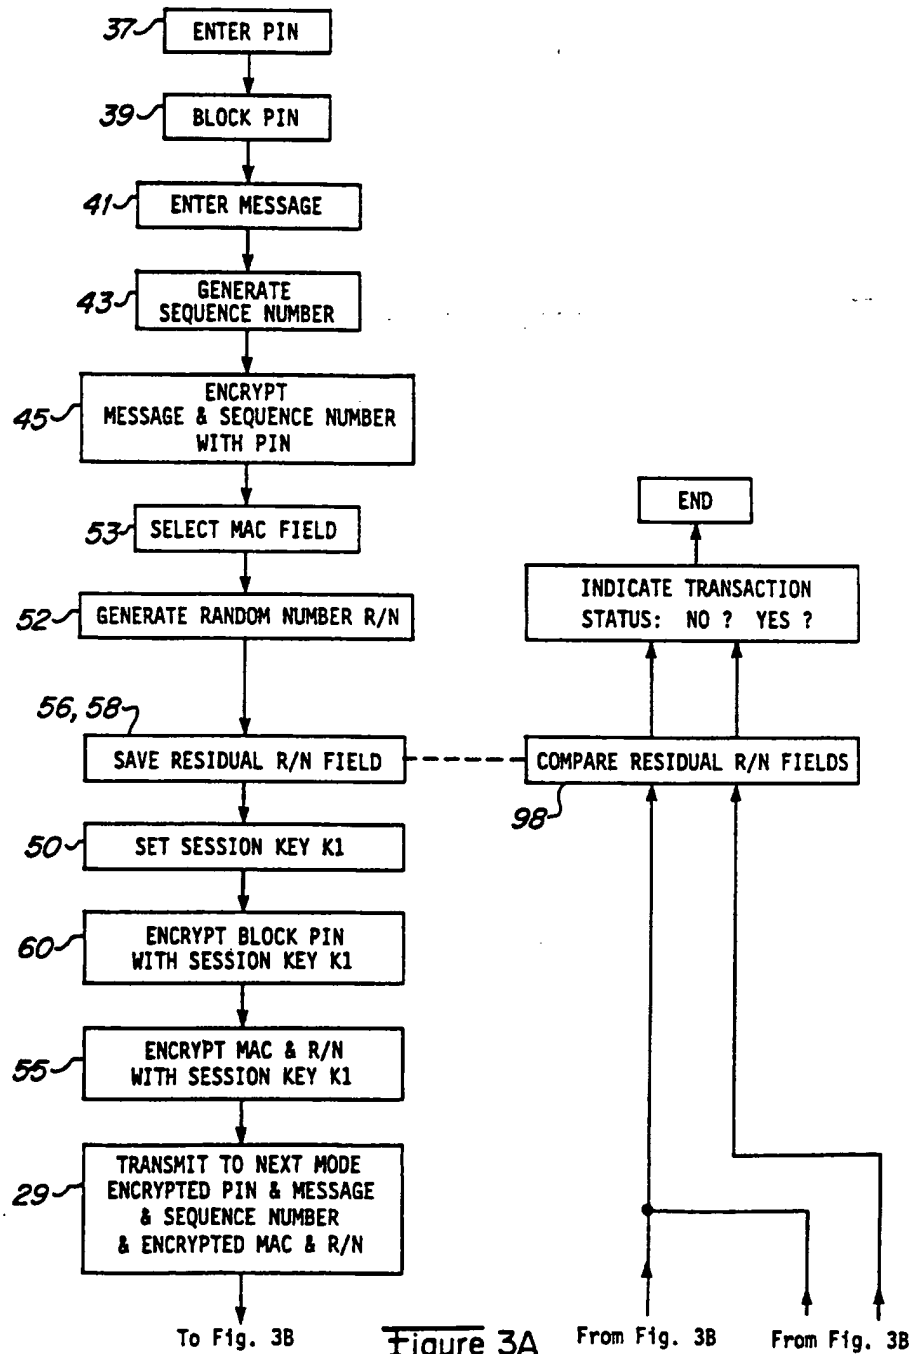 37
ENTER PIN
39
BLOCK PIN
41
ENTER MESSAGE
43
GENERATE
SEQUENCE NUMBER
45
ENCRYPT
MESSAGE & SEQUENCE NUMBER
WITH PIN
53
SELECT MAC FIELD
52
GENERATE RANDOM NUMBER R/N
56, 58
SAVE RESIDUAL R/N FIELD
50
SET SESSION KEY K1
60
ENCRYPT BLOCK PIN
WITH SESSION KEY K1
55
ENCRYPT MAC & R/N
WITH SESSION KEY K1
29
TRANSMIT TO NEXT MODE
ENCRYPTED PIN & MESSAGE
& SEQUENCE NUMBER
& ENCRYPTED MAC & R/N
To Fig. 3B
END
INDICATE TRANSACTION
STATUS: NO ? YES ?
COMPARE RESIDUAL R/N FIELDS
98
From Fig. 3B
From Fig. 3B
Figure 3A